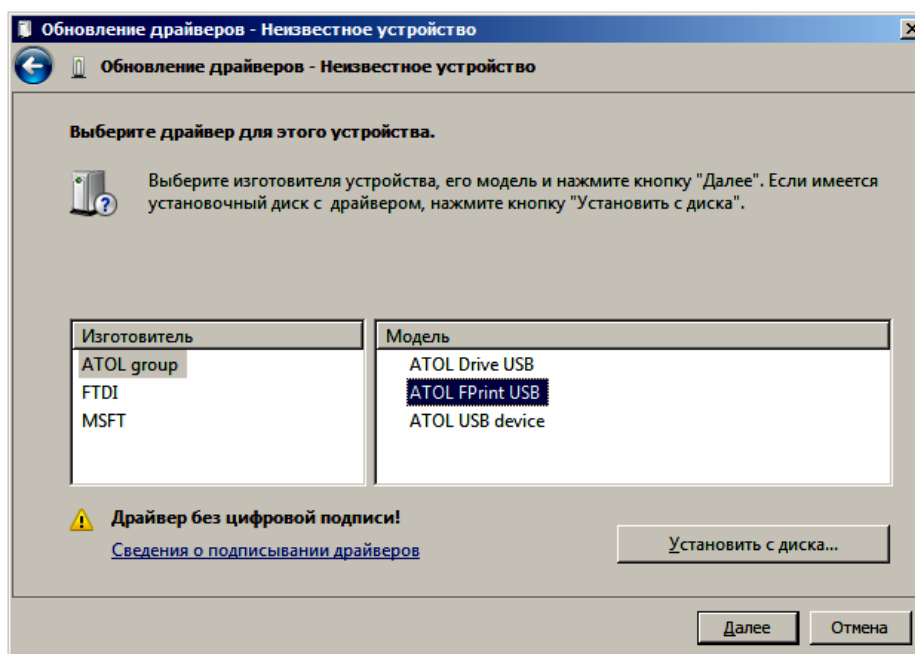 Обновление драйверов - Неизвестное устройство
Обновление драйверов - Неизвестное устройство
Выберите драйвер для этого устройства.
Выберите изготовителя устройства, его модель и нажмите кнопку "Далее". Если имеется
установочный диск с драйвером, нажмите кнопку "Установить с диска".
Изготовитель
ATOL group
FTDI
MSFT
Модель
ATOL Drive USB
ATOL FPrint USB
ATOL USB device
Драйвер без цифровой подписи!
Сведения о подписывании драйверов
Установить с диска...
Далее
Отмена